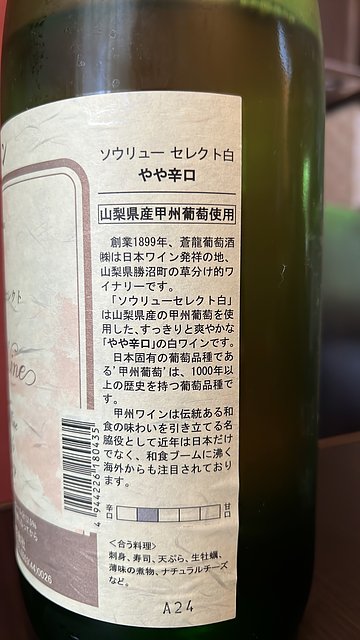 ソウリュー セレクト白
やや辛口
山梨県産甲州葡萄使用
創業1899年、蒼龍葡萄酒
㈱は日本ワイン発祥の地、
山梨県勝沼町の草分け的ワ
イナリーです。
「ソウリューセレクト白」
は山梨県産の甲州葡萄を使
用した、すっきりと爽やかな
「やや辛口」の白ワインです。
日本固有の葡萄品種であ
る'甲州葡萄'は、1000年以
上の歴史を持つ葡萄品種で
す。
甲州ワインは伝統ある和
食の味わいを引き立てる名
脇役として近年は日本だけ
でなく、和食ブームに沸く
海外からも注目されており
ます。
辛口
甘口
<合う料理>
刺身、寿司、天ぷら、生牡蠣、
薄味の煮物、ナチュラルチーズ
など。
A24
4 944226 180435